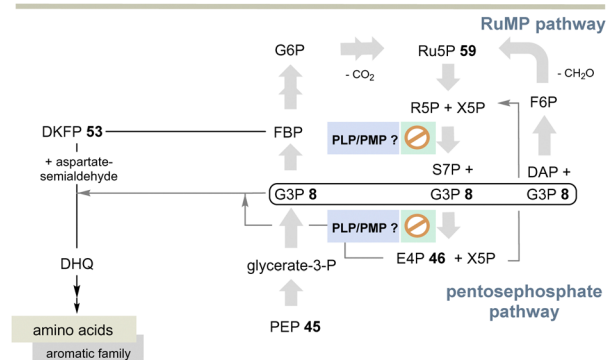 RuMP pathway
G6P
- CO2
Ru5P 59
- CH2O
R5P + X5P
F6P
DKFP 53
FBP
PLP/PMP ?
+ aspartate-
semialdehyde
S7P +
DAP +
G3P 8
G3P 8
G3P 8
PLP/PMP ?
DHQ
glycerate-3-P
E4P 46 + X5P
pentosephosphate
pathway
amino acids
PEP 45
aromatic family